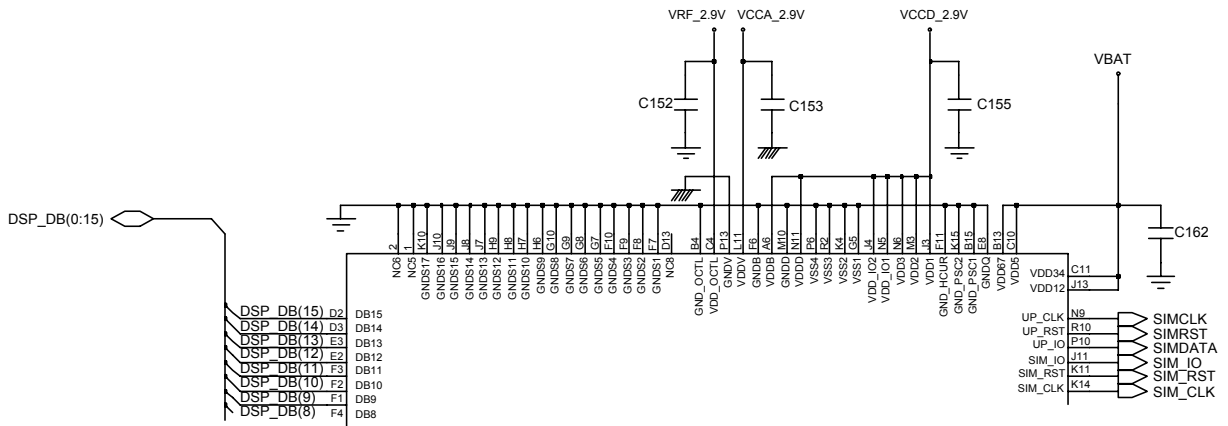 VRF_2.9V VCCA_2.9V VCCD_2.9V
VBAT
C152 C153 C155
DSP_DB(0:15)
C162
2 1 K10 J10 J9 J8 J7 H9 H8 H7 H6 G10 G9 G8 G7 G5 F10 F9 F8 F7 D13 B4 C4 P13 L11 F6 A6 M10 N11 P6 R2 K4 G5 J4 N5 N6 M3 J3 F11 K15 B15 E8 B13 C10
NC6 NC5 GNDS17 GNDS16 GNDS15 GNDS14 GNDS13 GNDS12 GNDS11 GNDS10 GNDS9 GNDS8 GNDS7 GNDS6 GNDS5 GNDS4 GNDS3 GNDS2 GNDS1 NC8 GND_OCTL VDD_OCTL GNDV VDDV GNDB VDDB GNDD VDDD VSS4 VSS3 VSS2 VSS1 VDD_IO2 VDD_IO1 VDD3 VDD2 VDD1 GND_HCUR GND_PSC2 GND_PSC1 GNDQ VDD67 VDD5
VDD34 C11
VDD12 J13
DSP_DB(15) D2 DB15
DSP_DB(14) D3 DB14
DSP_DB(13) E3 DB13
DSP_DB(12) E2 DB12
DSP_DB(11) F3 DB11
DSP_DB(10) F2 DB10
DSP_DB(9) F1 DB9
DSP_DB(8) F4 DB8
UP_CLK N9 SIMCLK
UP_RST R10 SIMRST
UP_IO P10 SIMDATA
SIM_IO J11 SIM_IO
SIM_RST K11 SIM_RST
SIM_CLK K14 SIM_CLK